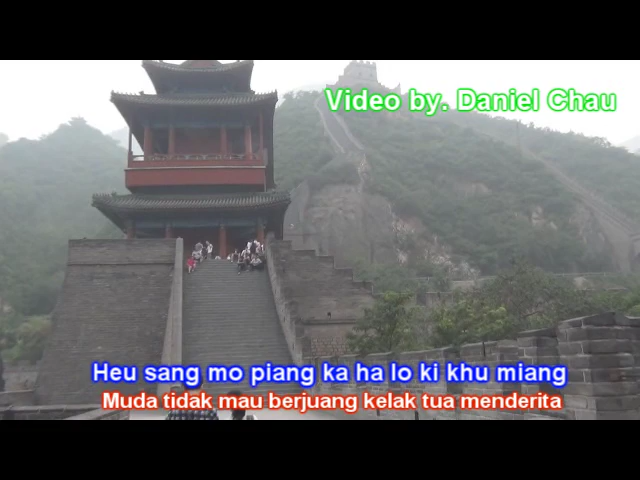 Video by. Daniel Chau
Heu sang mo piang ka ha lo ki khu miang
Muda tidak mau berjuang kelak tua menderita